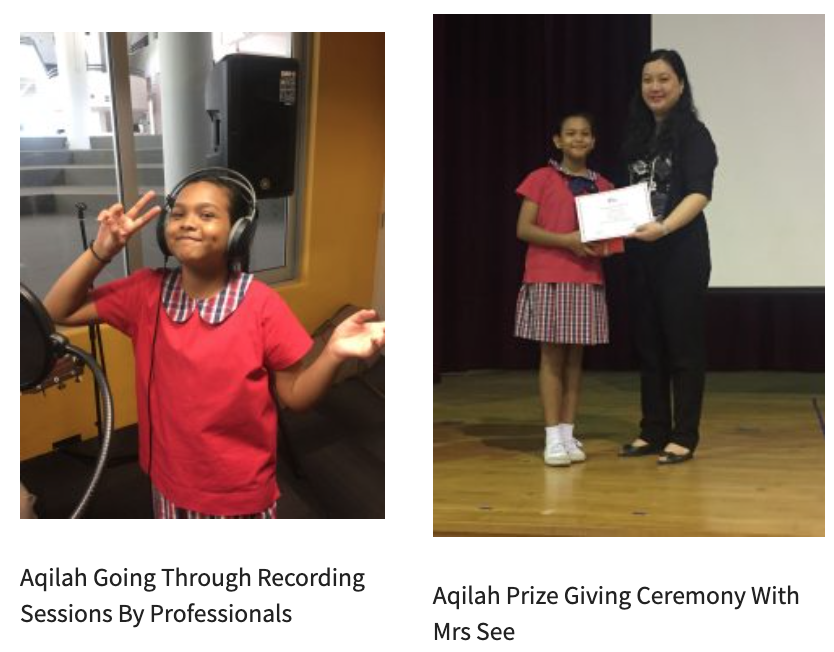 Aqilah Going Through Recording
Sessions By Professionals
Aqilah Prize Giving Ceremony With
Mrs See